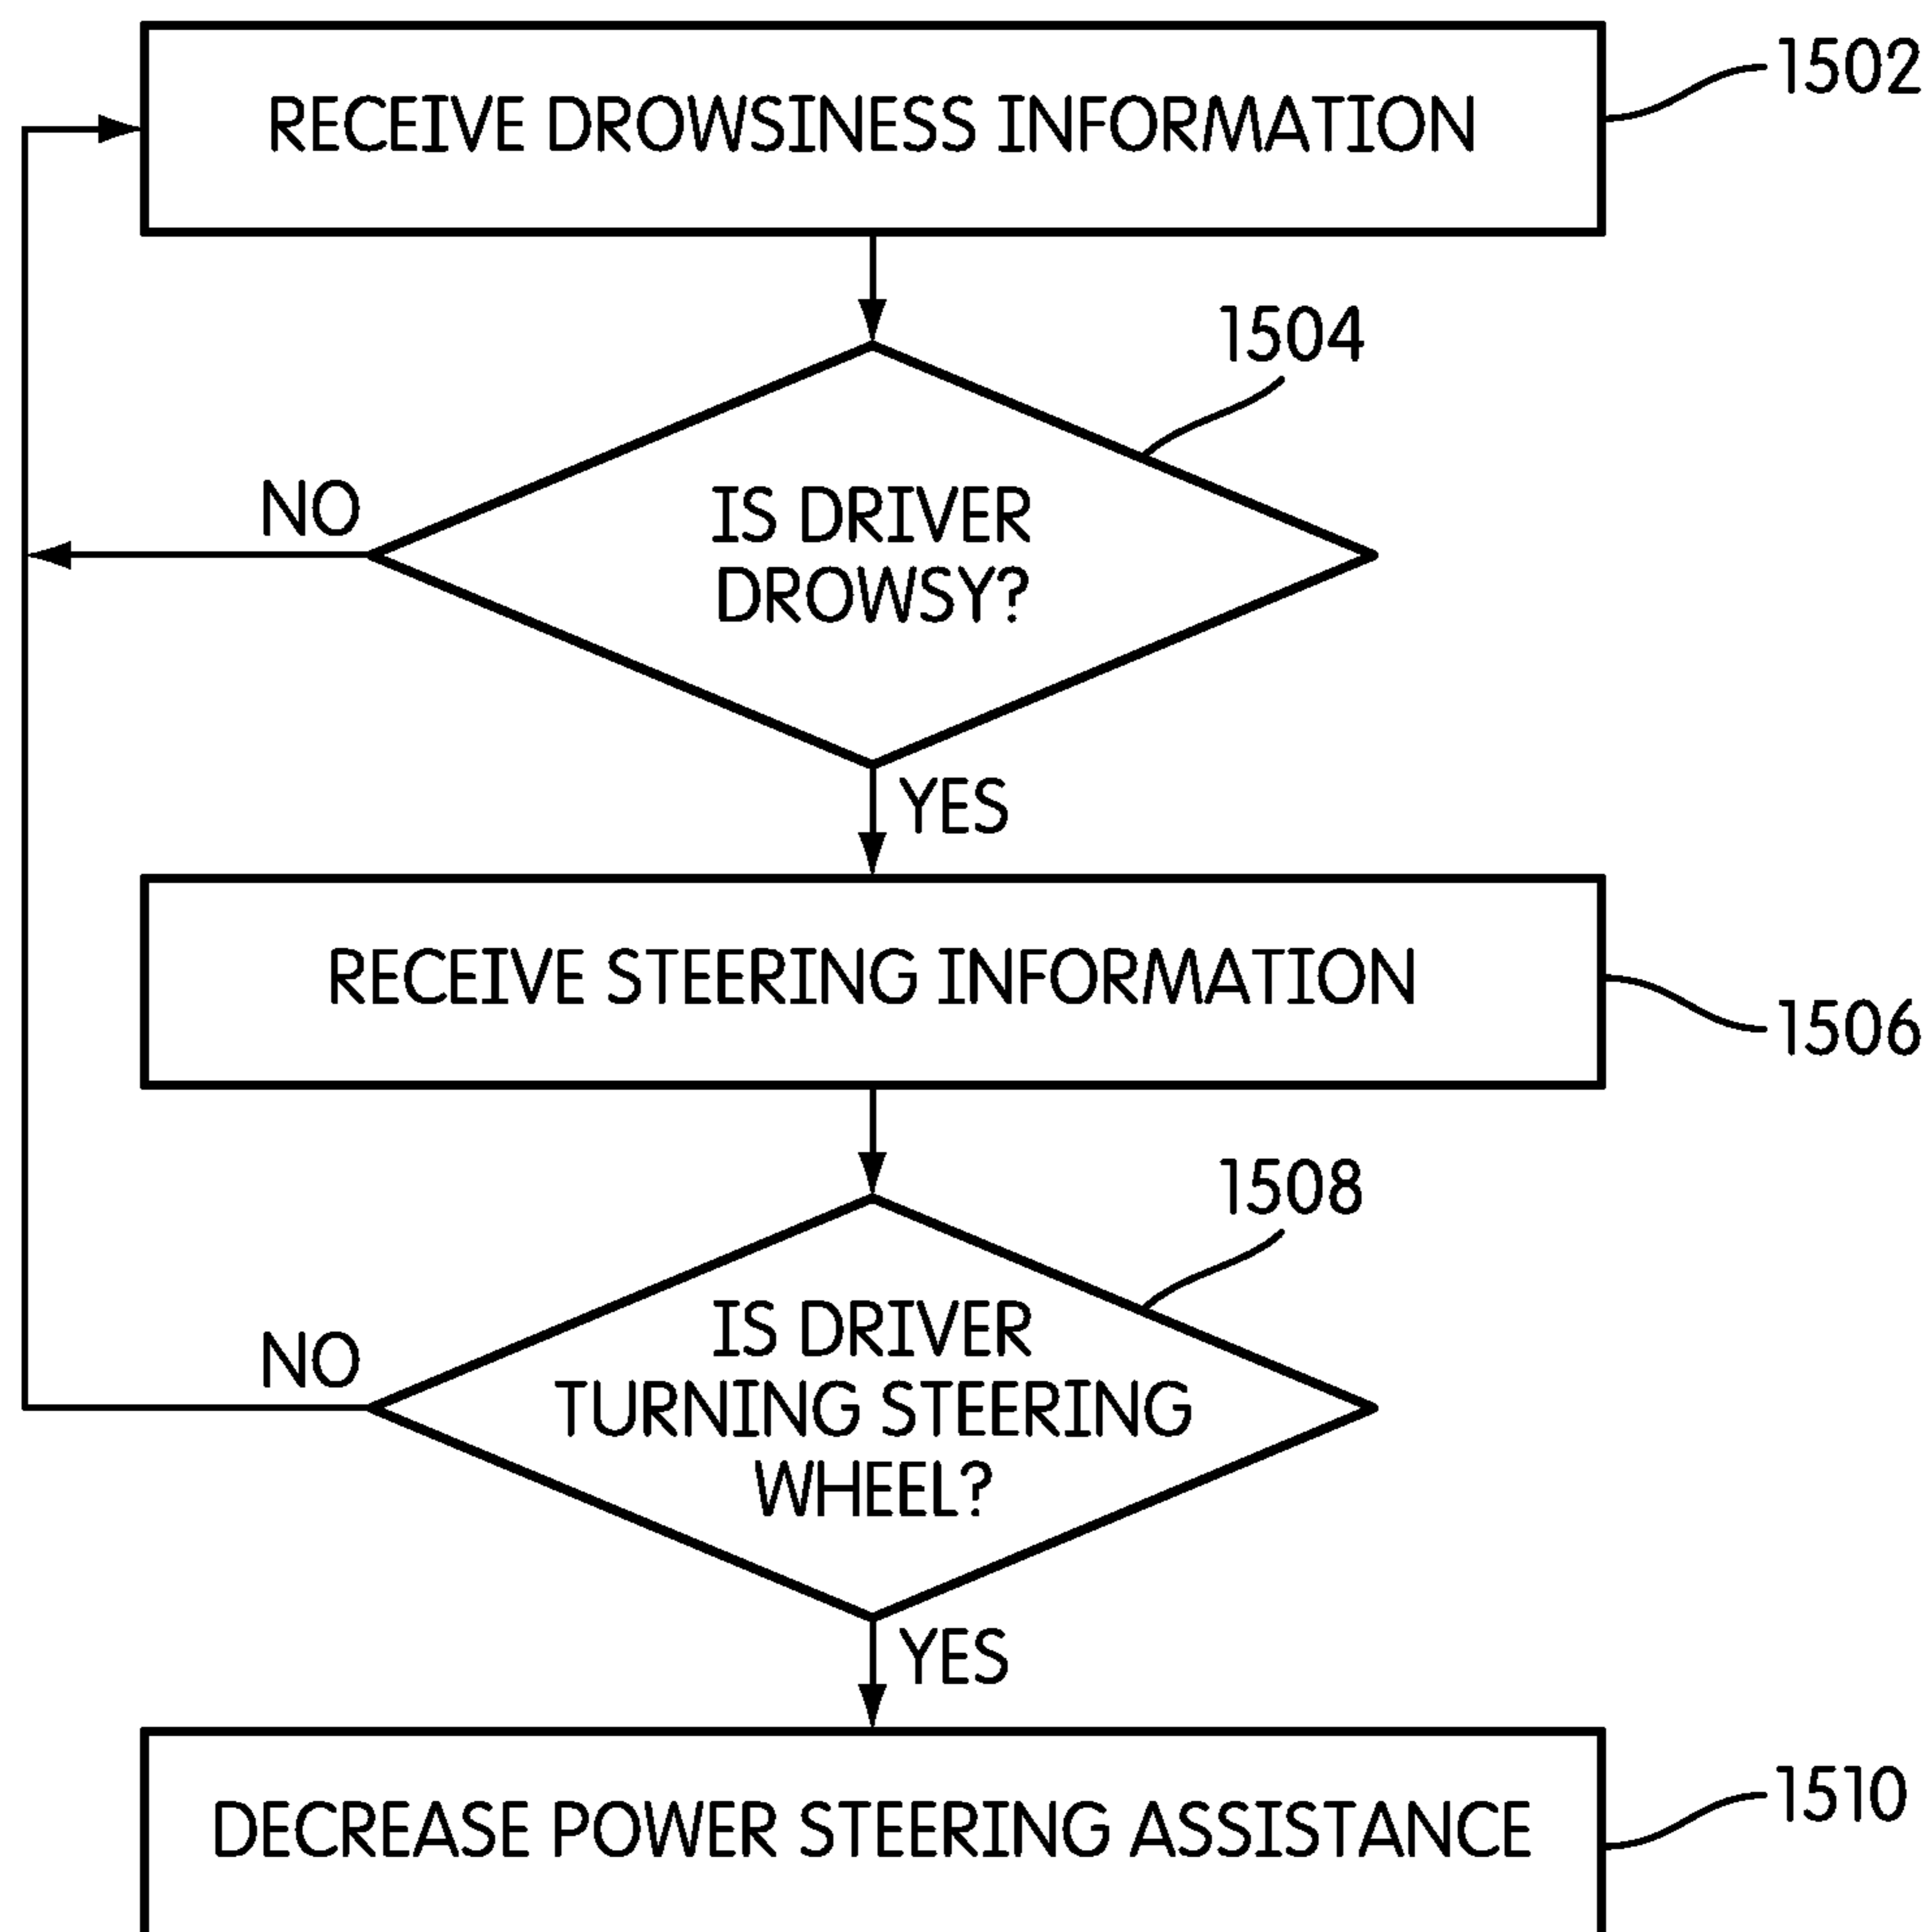 RECEIVE DROWSINESS INFORMATION
1502
1504
IS DRIVER
DROWSY?
NO
YES
RECEIVE STEERING INFORMATION
1506
1508
IS DRIVER
TURNING STEERING
WHEEL?
NO
YES
DECREASE POWER STEERING ASSISTANCE
1510